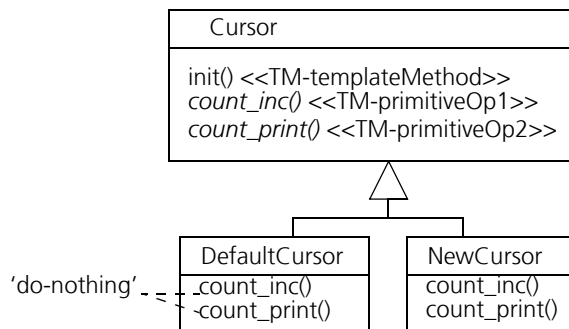 Cursor
init() <<TM-templateMethod>>
count_inc() <<TM-primitiveOp1>>
count_print() <<TM-primitiveOp2>>
DefaultCursor
NewCursor
'do-nothing'
count_inc()
count_print()
count_inc()
count_print()